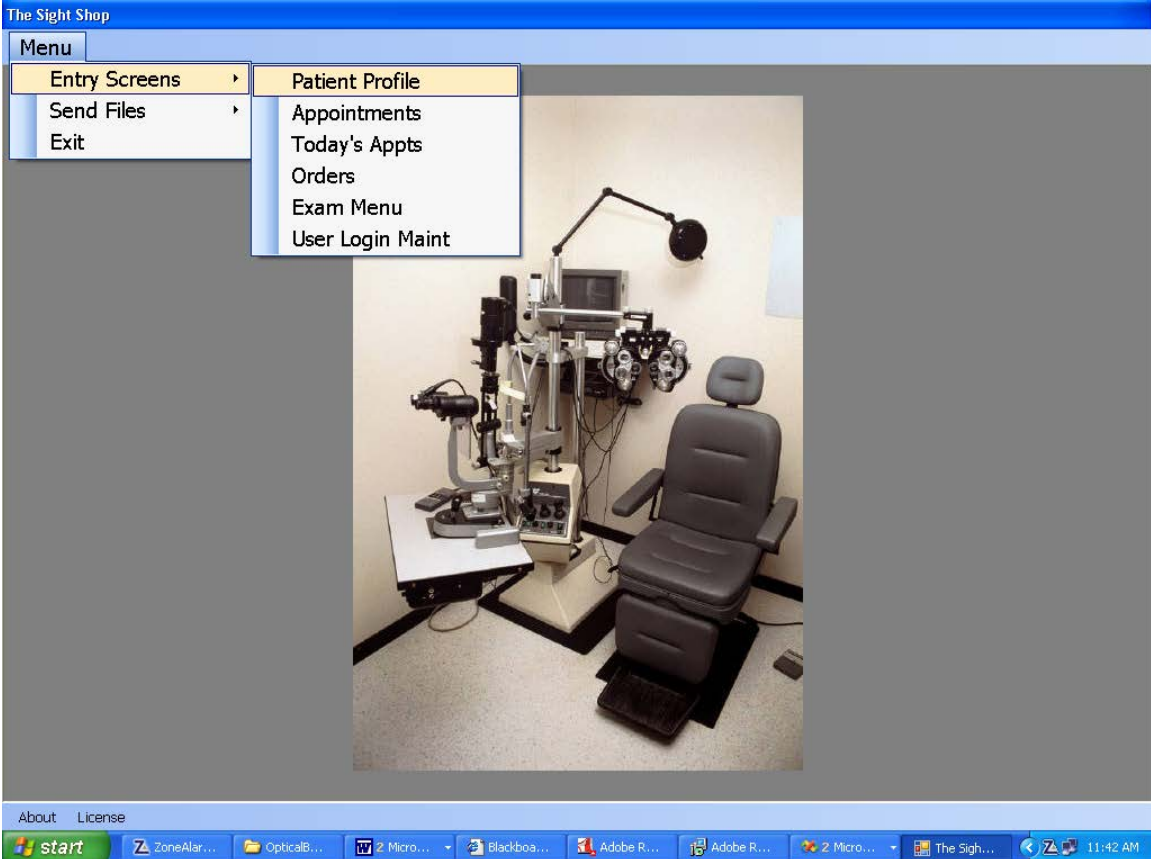 The Sight Shop
Menu
Entry Screens
Send Files
Exit
Patient Profile
Appointments
Today's Appts
Orders
Exam Menu
User Login Maint
About License
start ZoneAlar... OpticalB... 2 Micro... Blackboa... Adobe R... Adobe R... 2 Micro... The Sigh... 11:42 AM